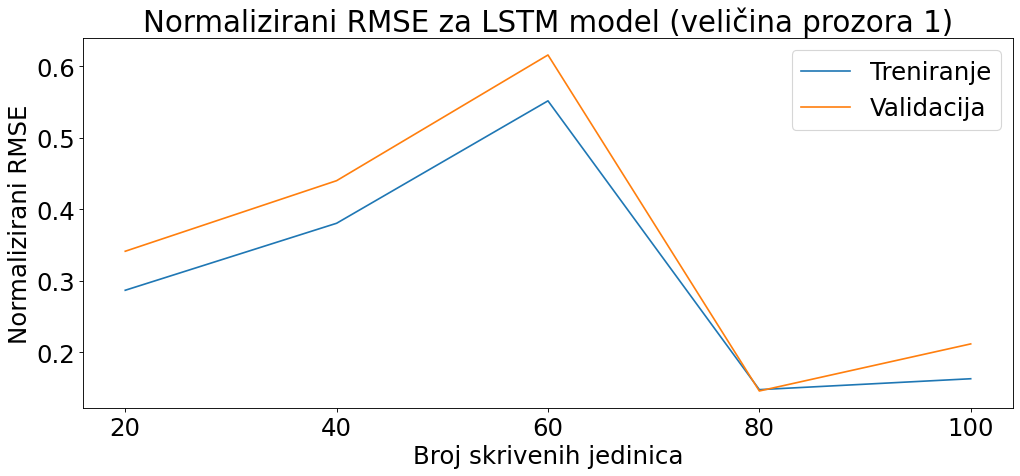 Normalizirani RMSE za LSTM model (veličina prozora 1)
Treniranje
Validacija
Normalizirani RMSE
0.6
0.5
0.4
0.3
0.2
20 40 60 80 100
Broj skrivenih jedinica